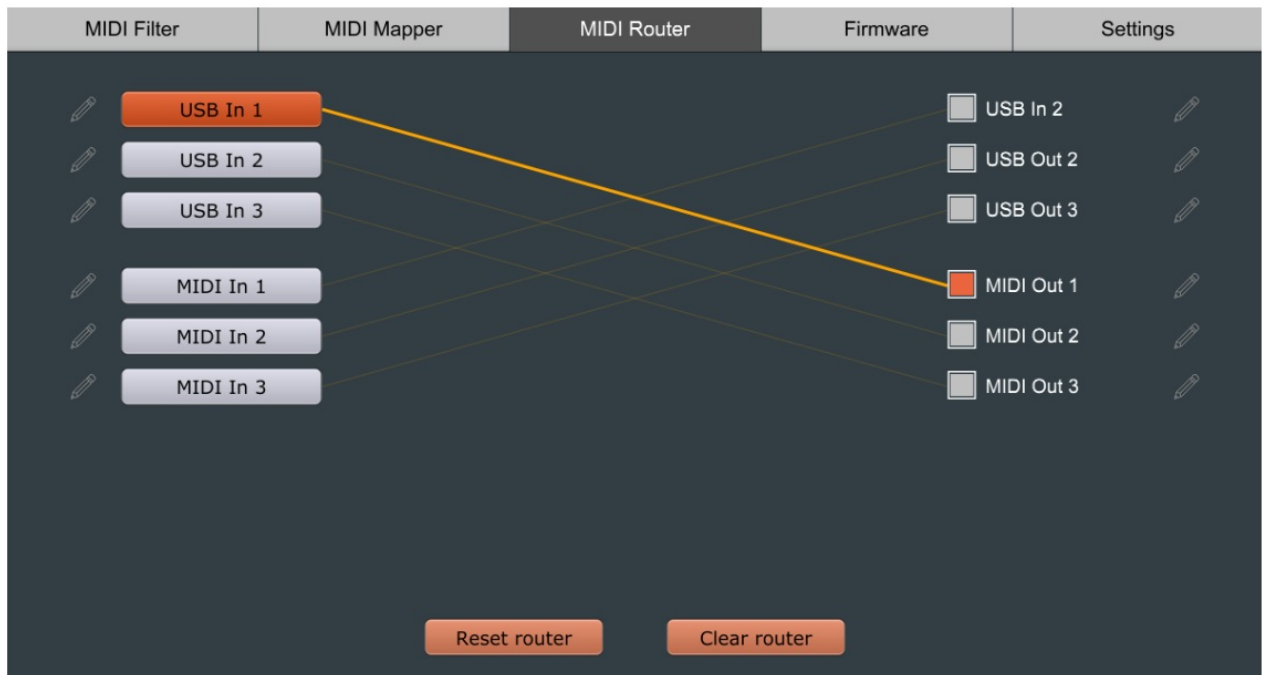 MIDI Filter MIDI Mapper MIDI Router Firmware Settings
USB In 1 USB In 2
USB In 2 USB Out 2
USB In 3 USB Out 3
MIDI In 1 MIDI Out 1
MIDI In 2 MIDI Out 2
MIDI In 3 MIDI Out 3
Reset router Clear router